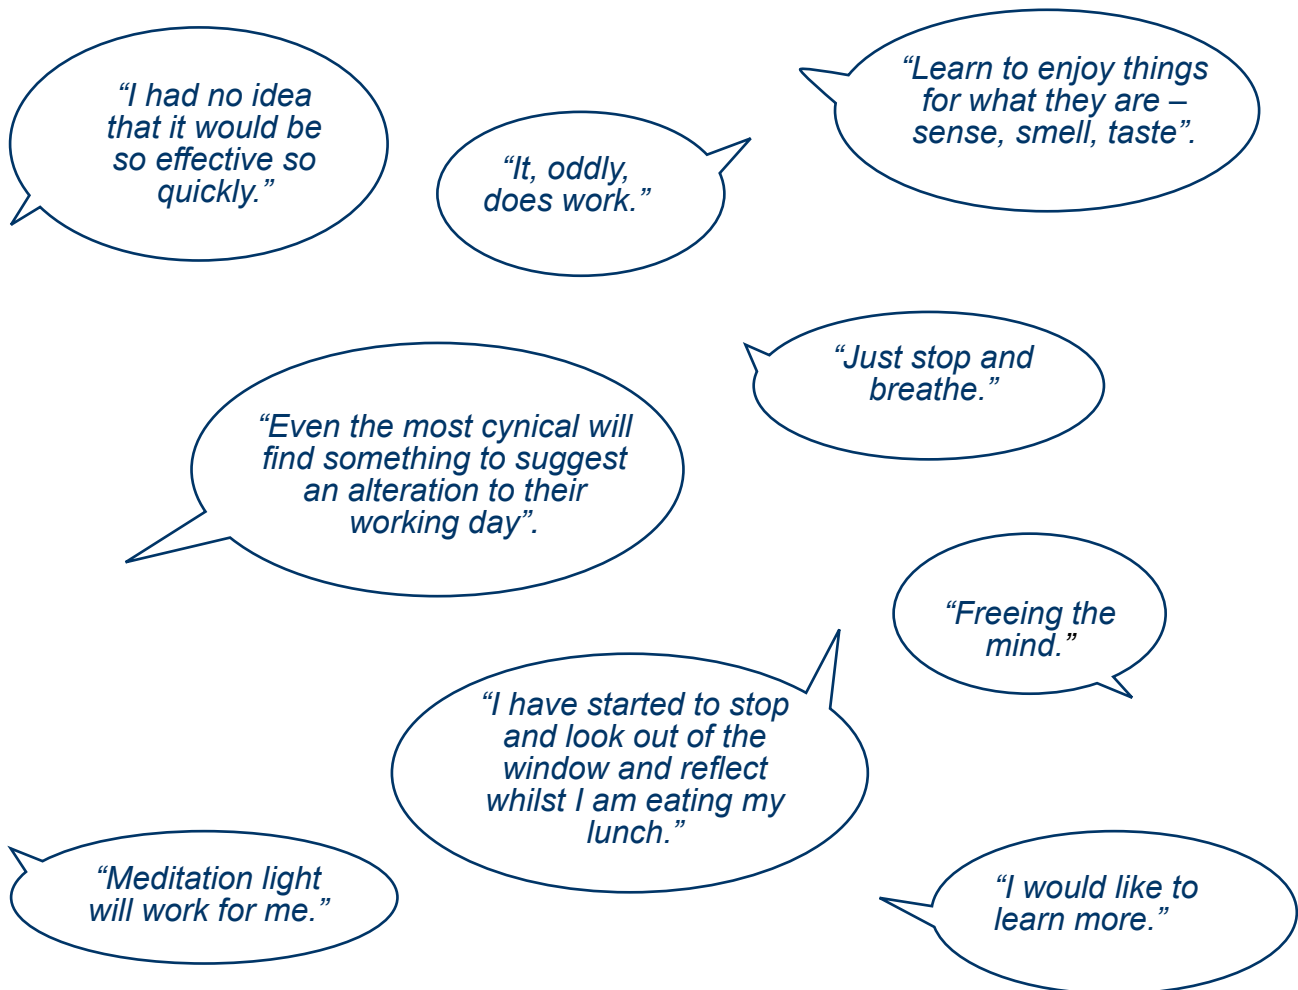 “I had no idea
that it would be
so effective so
quickly.”
“It, oddly,
does work.”
“Learn to enjoy things
for what they are –
sense, smell, taste”.
“Just stop and
breathe.”
“Even the most cynical will
find something to suggest
an alteration to their
working day”.
“Freeing the
mind.”
“I have started to stop
and look out of the
window and reflect
whilst I am eating my
lunch.”
“Meditation light
will work for me.”
“I would like to
learn more.”